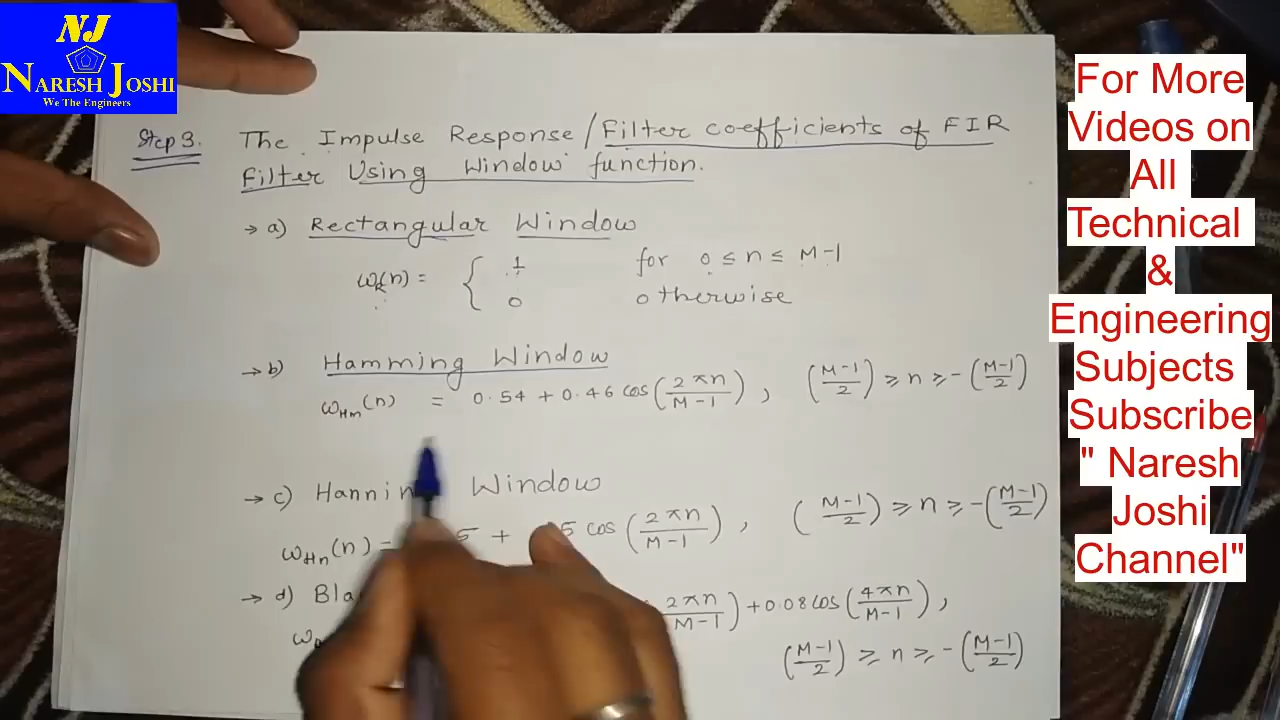 NJ
NARESH JOSHI
We The Engineers
Step 3. The Impulse Response / Filter coefficients of FIR
Filter Using Window function.
→ a) Rectangular Window
ωR(n) = { 1 for 0 ≤ n ≤ M-1
0 otherwise
→ b) Hamming Window
ωHm(n) = 0.54 + 0.46 cos(2πn/M-1), (M-1/2) ≥ n ≥ -(M-1/2)
→ c) Hannin Window
ωHn(n) = 5 + 5 cos(2πn/M-1), (M-1/2) ≥ n ≥ -(M-1/2)
→ d) Bla
2πn/M-1) + 0.08 cos(4πn/M-1),
(M-1/2) ≥ n ≥ -(M-1/2)
For More
Videos on
All
Technical
&
Engineering
Subjects
Subscribe
" Naresh
Joshi
Channel"